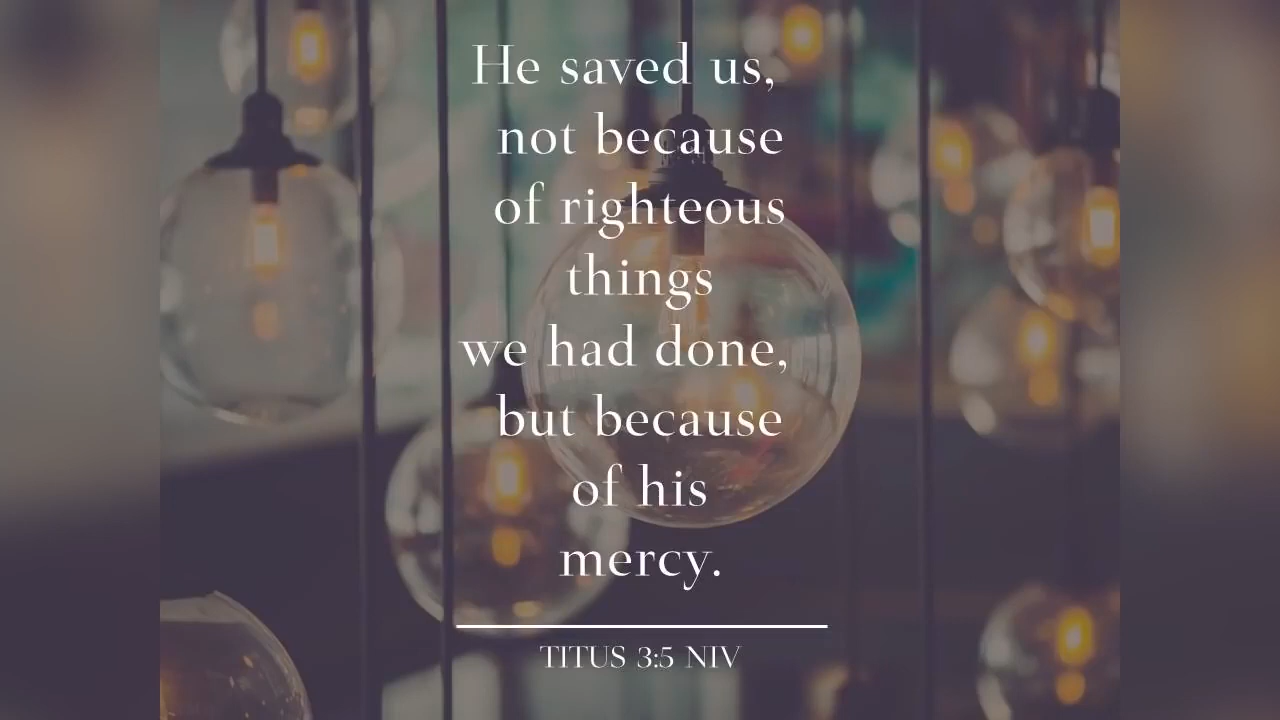 He saved us,
not because
of righteous
things
we had done,
but because
of his
mercy.
TITUS 3:5 NIV